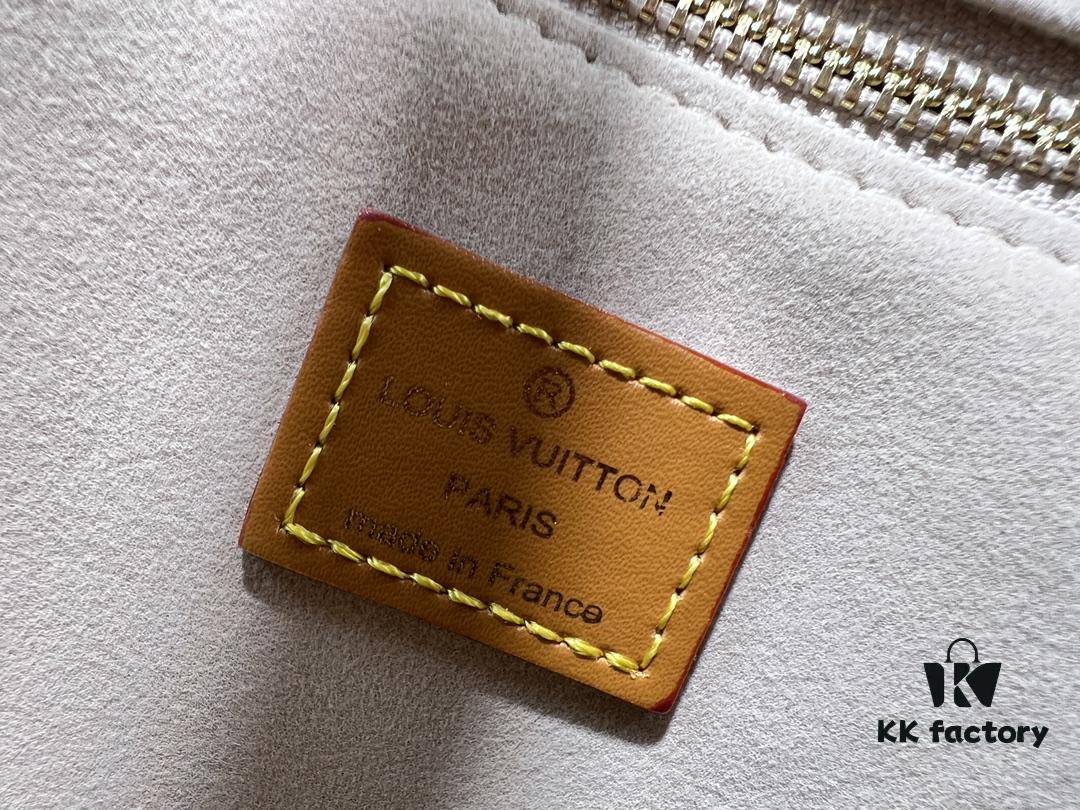 ®
LOUIS VUITTON
PARIS
made in France
KK factory